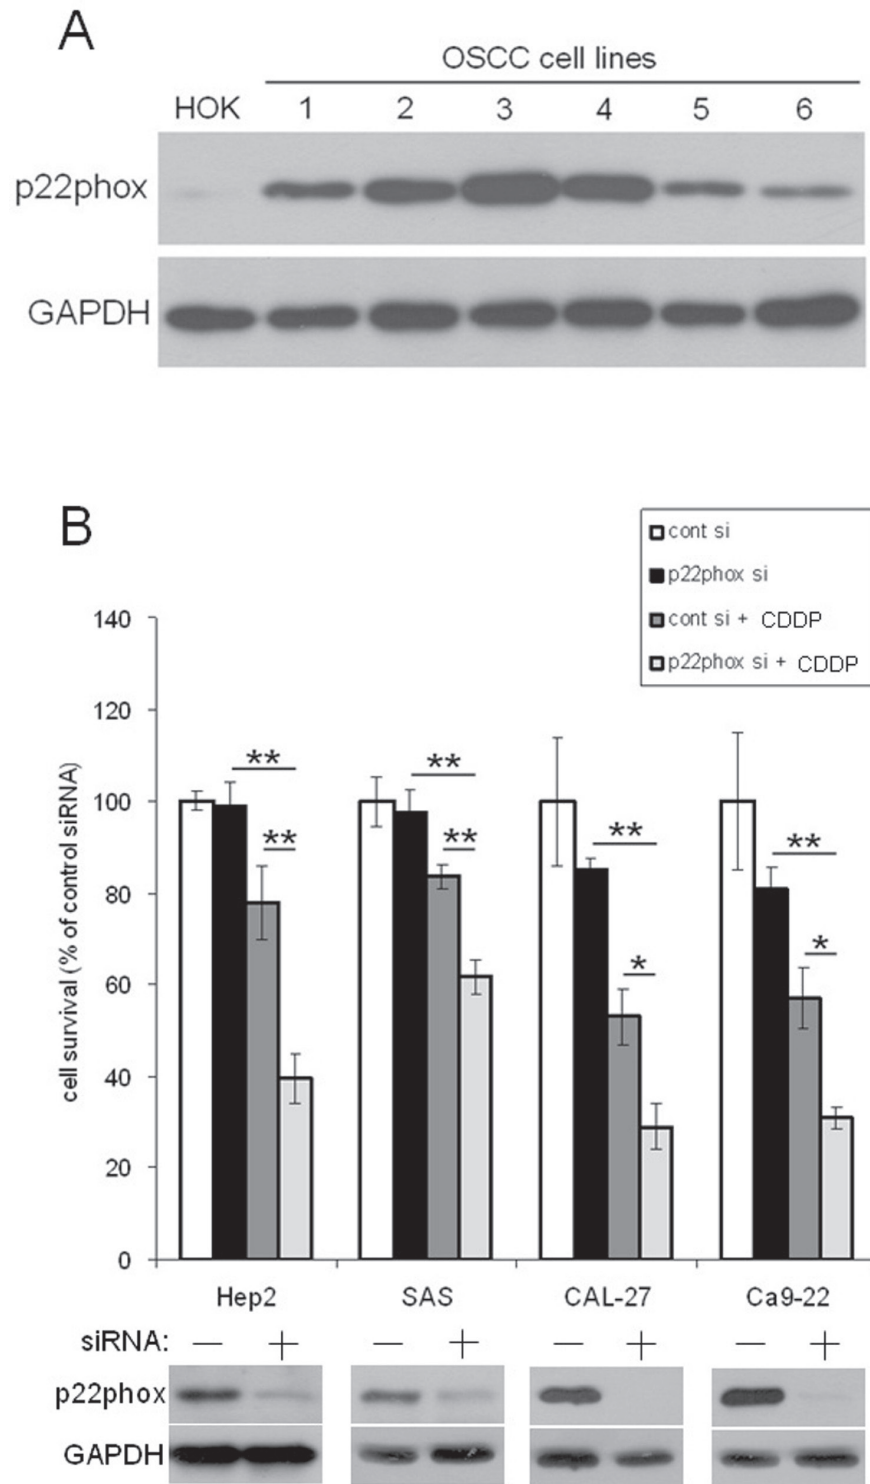 A
OSCC cell lines
HOK 1 2 3 4 5 6
p22phox
GAPDH
B
cont si
p22phox si
cont si + CDDP
p22phox si + CDDP
cell survival (% of control siRNA)
140
120
100
80
60
40
20
0
** ** ** **
** ** * *
Hep2 SAS CAL-27 Ca9-22
siRNA: — + — + — + — +
p22phox
GAPDH